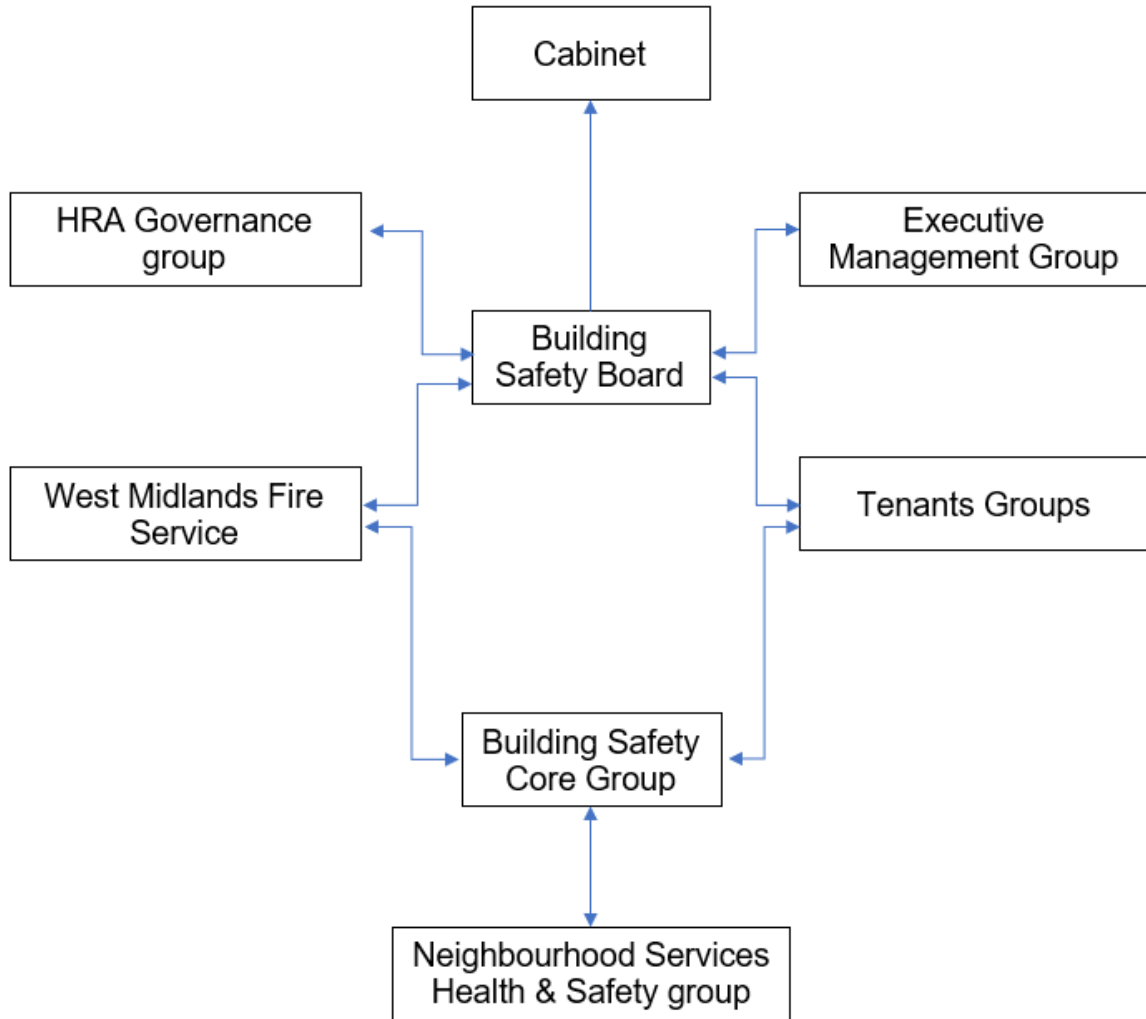 Cabinet
HRA Governance
group
Executive
Management Group
Building
Safety Board
West Midlands Fire
Service
Tenants Groups
Building Safety
Core Group
Neighbourhood Services
Health & Safety group